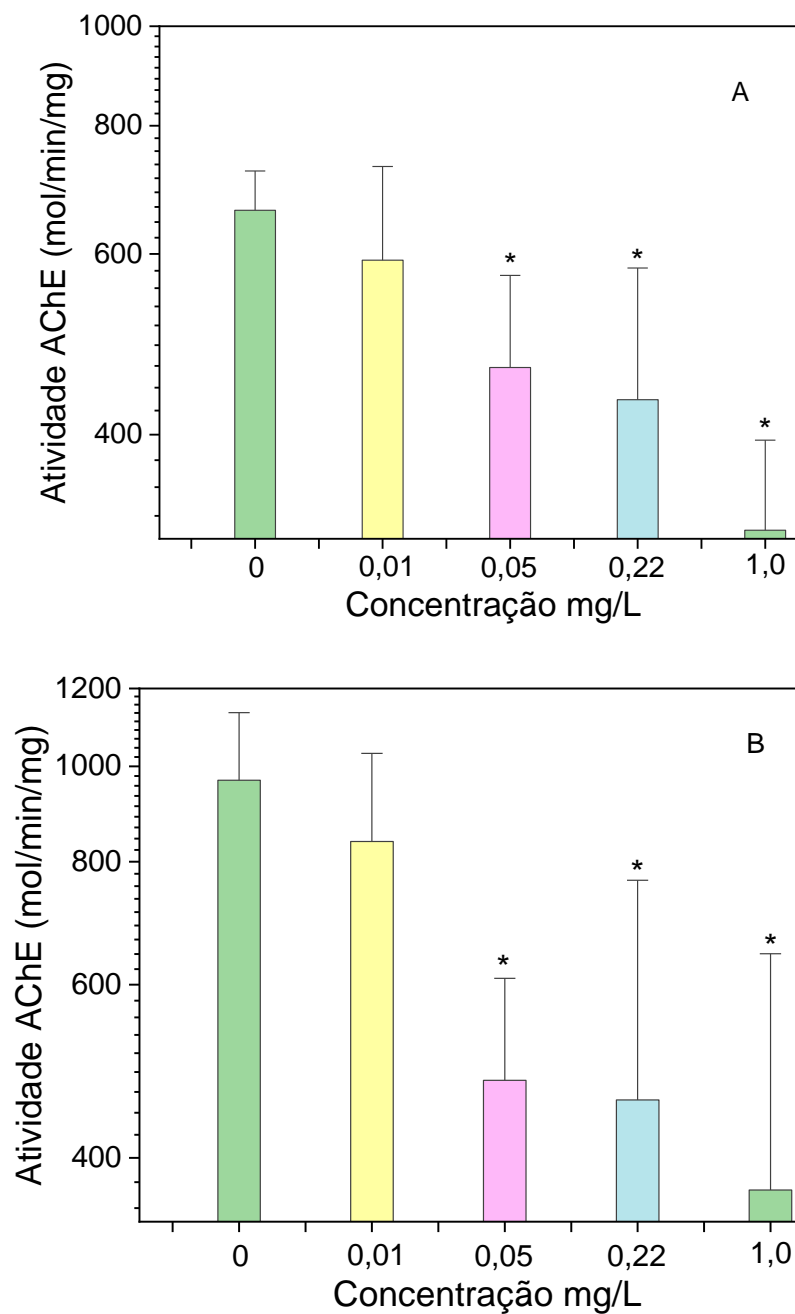 1000
A
800
600
400
* * *
Atividade AChE (mol/min/mg)
0 0,01 0,05 0,22 1,0
Concentração mg/L
1200
B
1000
800
600
400
* * *
Atividade AChE (mol/min/mg)
0 0,01 0,05 0,22 1,0
Concentração mg/L